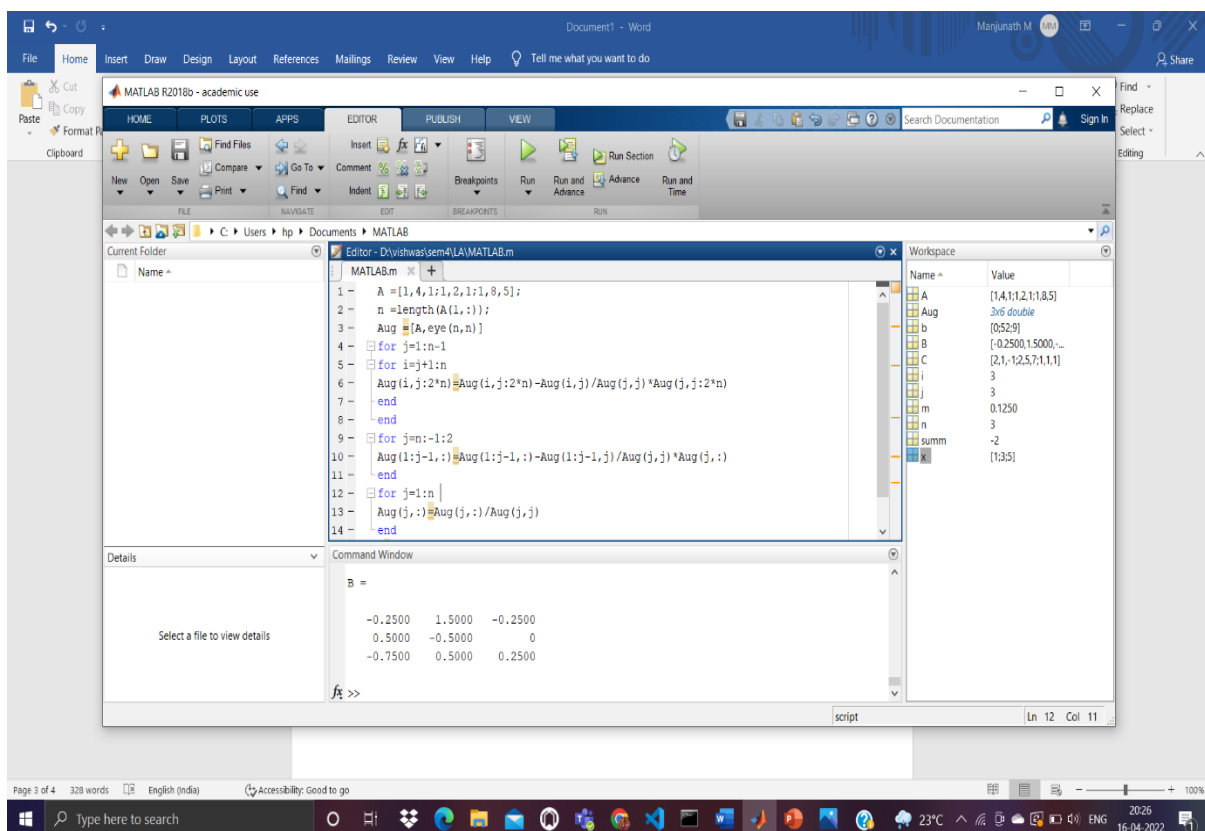 Document1 - Word
Manjunath M
MM
File Home Insert Draw Design Layout References Mailings Review View Help Tell me what you want to do
Share
Cut
Copy
Paste
Format Pa
Clipboard
Find
Replace
Select
Editing
MATLAB R2018b - academic use
HOME PLOTS APPS EDITOR PUBLISH VIEW
Search Documentation
Sign In
New Open Save
Find Files
Compare
Print
Go To
Find
Insert fx
Comment
Indent
Breakpoints
Run
Run and Advance
Run Section
Advance
Run and Time
FILE NAVIGATE EDIT BREAKPOINTS RUN
C: Users hp Documents MATLAB
Current Folder
Name
Editor - D:\vishwas\sem4\LA\MATLAB.m
MATLAB.m
1 - A =[1,4,1;1,2,1;1,8,5];
2 - n =length(A(1,:));
3 - Aug =[A,eye(n,n)]
4 - for j=1:n-1
5 - for i=j+1:n
6 - Aug(i,j:2*n)=Aug(i,j:2*n)-Aug(i,j)/Aug(j,j)*Aug(j,j:2*n)
7 - end
8 - end
9 - for j=n:-1:2
10 - Aug(1:j-1,:)=Aug(1:j-1,:)-Aug(1:j-1,j)/Aug(j,j)*Aug(j,:)
11 - end
12 - for j=1:n
13 - Aug(j,:)=Aug(j,:)/Aug(j,j)
14 - end
Workspace
Name Value
A [1,4,1;1,2,1;1,8,5]
Aug 3x6 double
b [0;52;9]
B [-0.2500,1.5000,-...
C [2,1,-1;2,5,7;1,1,1]
i 3
j 3
m 0.1250
n 3
summ -2
x [1;3;5]
Details
Select a file to view details
Command Window
B =
-0.2500 1.5000 -0.2500
0.5000 -0.5000 0
-0.7500 0.5000 0.2500
fx >>
script
Ln 12 Col 11
Page 3 of 4 328 words English (India) Accessibility: Good to go
100%
Type here to search
23°C
ENG
20:26
16-04-2022